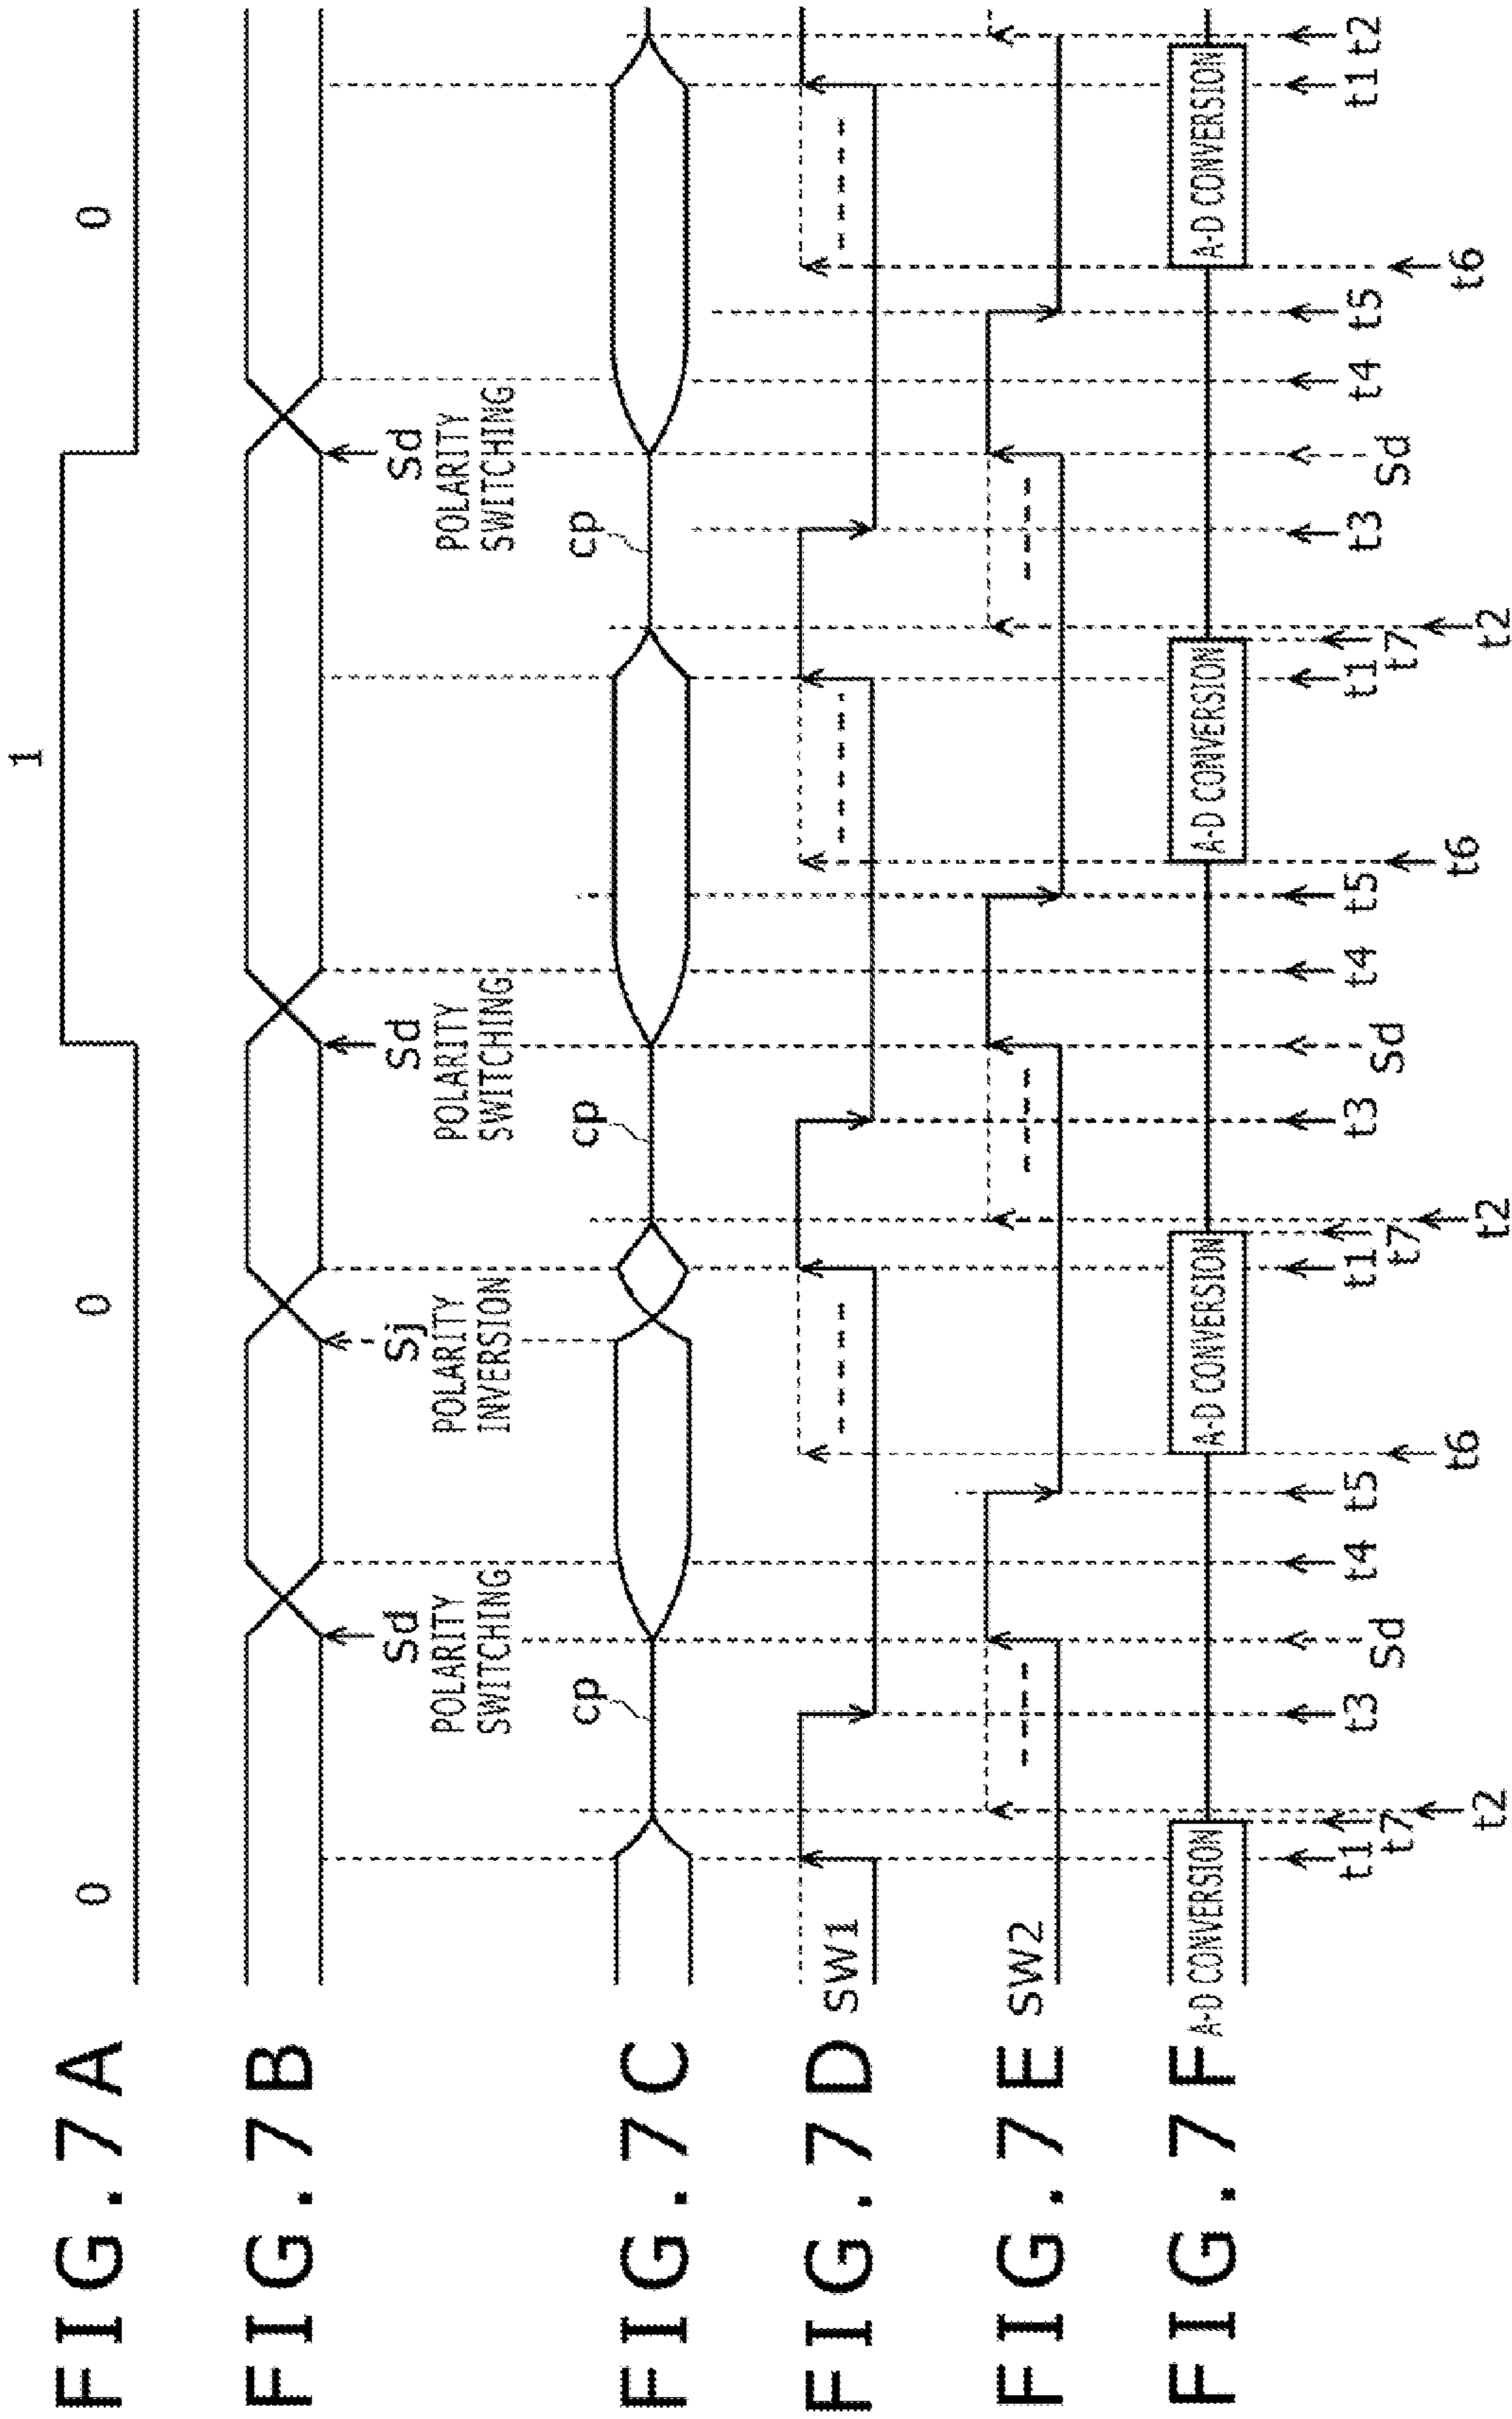 FIG.7A
0
0
1
0
FIG.7B
Sd
POLARITY
SWITCHING
Sj
POLARITY
INVERSION
Sd
POLARITY
SWITCHING
Sd
POLARITY
SWITCHING
FIG.7C
cp
cp
cp
FIG.7D
SW1
FIG.7E
SW2
FIG.7F
A-D CONVERSION
A-D CONVERSION
A-D CONVERSION
A-D CONVERSION
t1
t7
t2
t3
Sd
t4
t5
t6
t1
t7
t2
t3
Sd
t4
t5
t6
t1
t7
t2
t3
Sd
t4
t5
t6
t1
t2